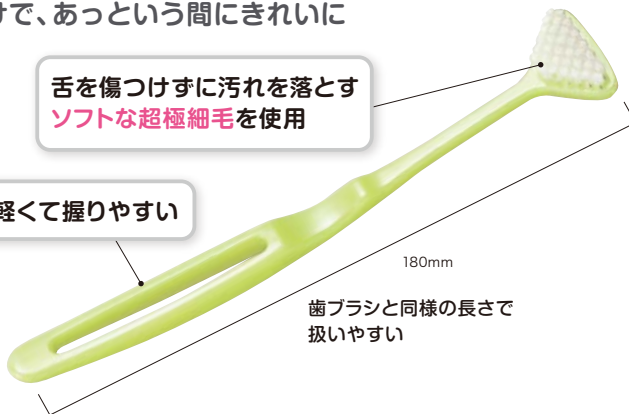 けで、あっという間にきれいに
舌を傷つけずに汚れを落とす
ソフトな超極細毛を使用
軽くて握りやすい
180mm
歯ブラシと同様の長さで
扱いやすい